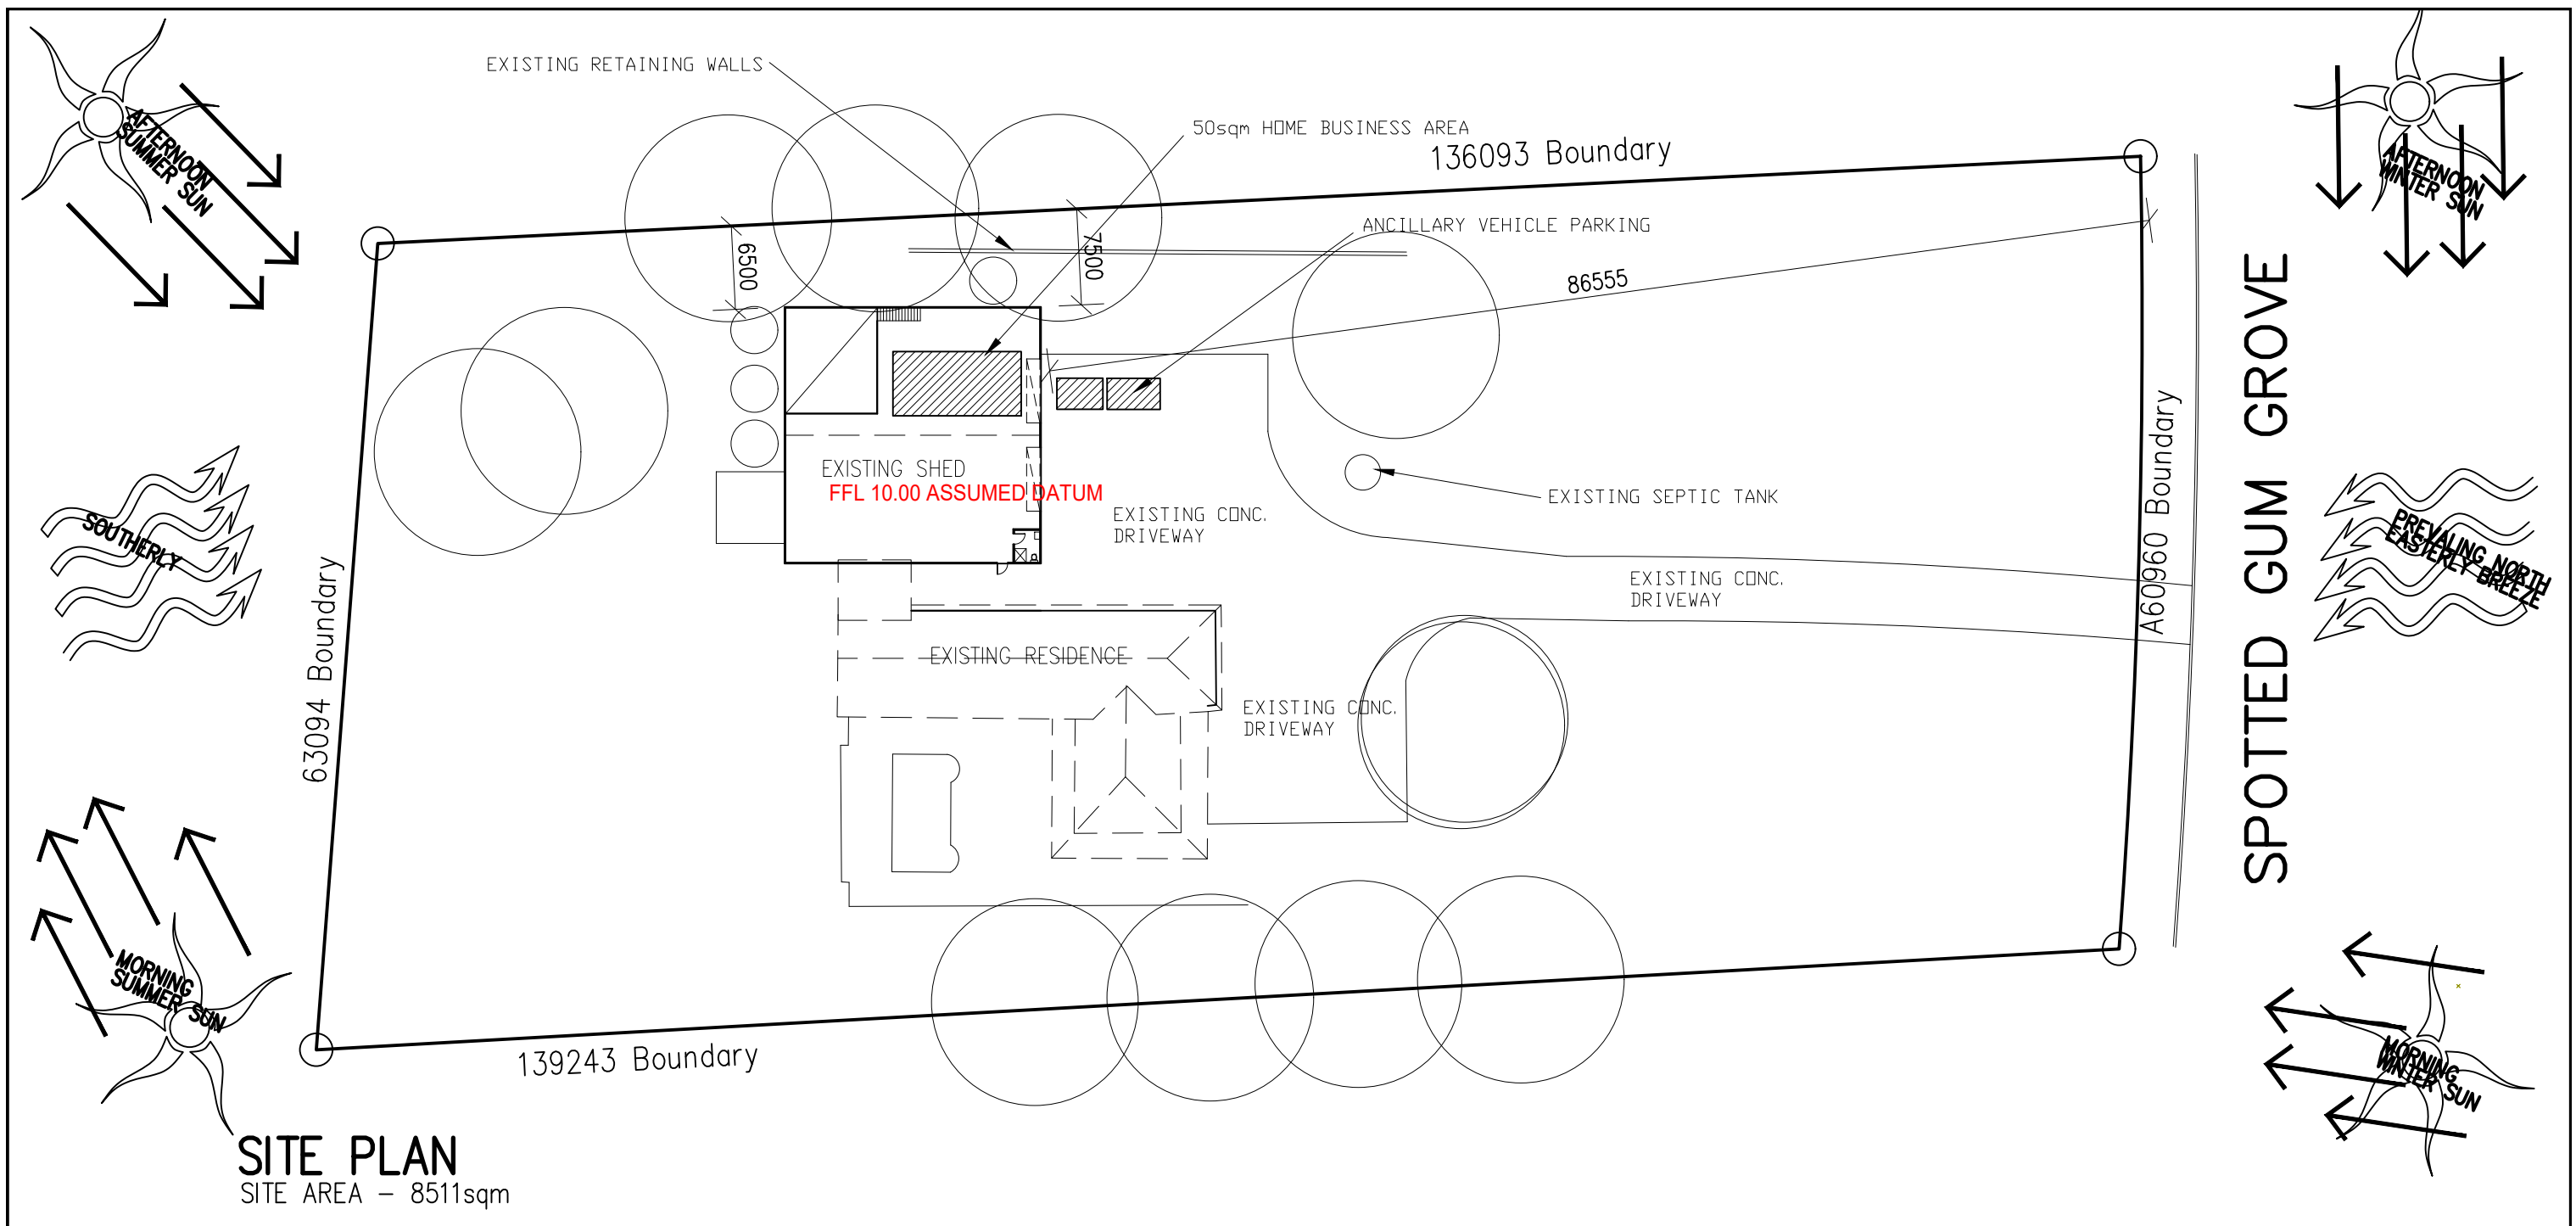 EXISTING RETAINING WALLS
50sqm HOME BUSINESS AREA
136093 Boundary
AFTERNOON
SUMMER SUN
AFTERNOON
WINTER SUN
ANCILLARY VEHICLE PARKING
6500
7500
86555
EXISTING SHED
FFL 10.00 ASSUMED DATUM
EXISTING SEPTIC TANK
EXISTING CONC.
DRIVEWAY
SOUTHERLY
PREVALING NORTH
EASTERLY BREEZE
EXISTING CONC.
DRIVEWAY
A60960 Boundary
SPOTTED GUM GROVE
63094 Boundary
EXISTING RESIDENCE
EXISTING CONC.
DRIVEWAY
MORNING
SUMMER SUN
MORNING
WINTER SUN
139243 Boundary
SITE PLAN
SITE AREA - 8511sqm